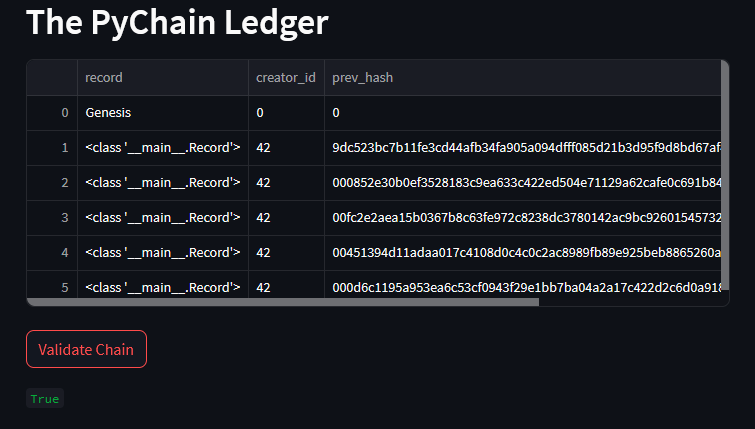 The PyChain Ledger
record creator_id prev_hash
0 Genesis 0 0
1 <class '__main__.Record'> 42 9dc523bc7b11fe3cd44afb34fa905a094dfff085d21b3d95f9d8bd67af
2 <class '__main__.Record'> 42 000852e30b0ef3528183c9ea633c422ed504e71129a62cafe0c691b84
3 <class '__main__.Record'> 42 00fc2e2aea15b0367b8c63fe972c8238dc3780142ac9bc92601545732
4 <class '__main__.Record'> 42 00451394d11adaa017c4108d0c4c0c2ac8989fb89e925beb8865260a
5 <class '__main__.Record'> 42 000d6c1195a953ea6c53cf0943f29e1bb7ba04a2a17c422d2c6d0a918
Validate Chain
True